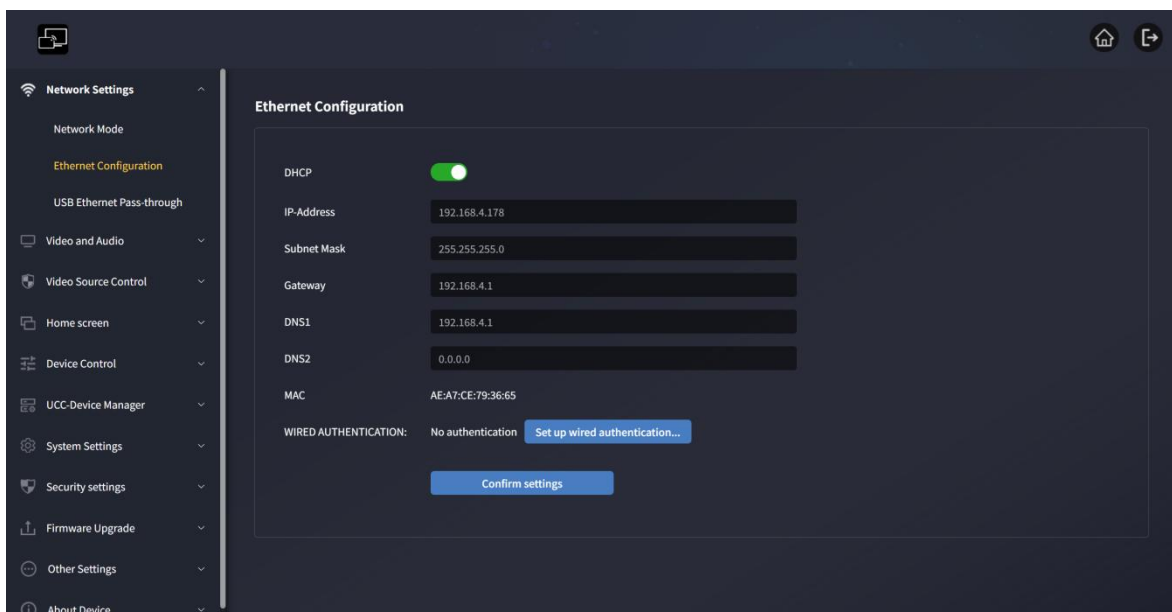 Network Settings
Network Mode
Ethernet Configuration
USB Ethernet Pass-through
Video and Audio
Video Source Control
Home screen
Device Control
UCC-Device Manager
System Settings
Security settings
Firmware Upgrade
Other Settings
About Device
Ethernet Configuration
DHCP
IP-Address 192.168.4.178
Subnet Mask 255.255.255.0
Gateway 192.168.4.1
DNS1 192.168.4.1
DNS2 0.0.0.0
MAC AE:A7:CE:79:36:65
WIRED AUTHENTICATION: No authentication Set up wired authentication...
Confirm settings